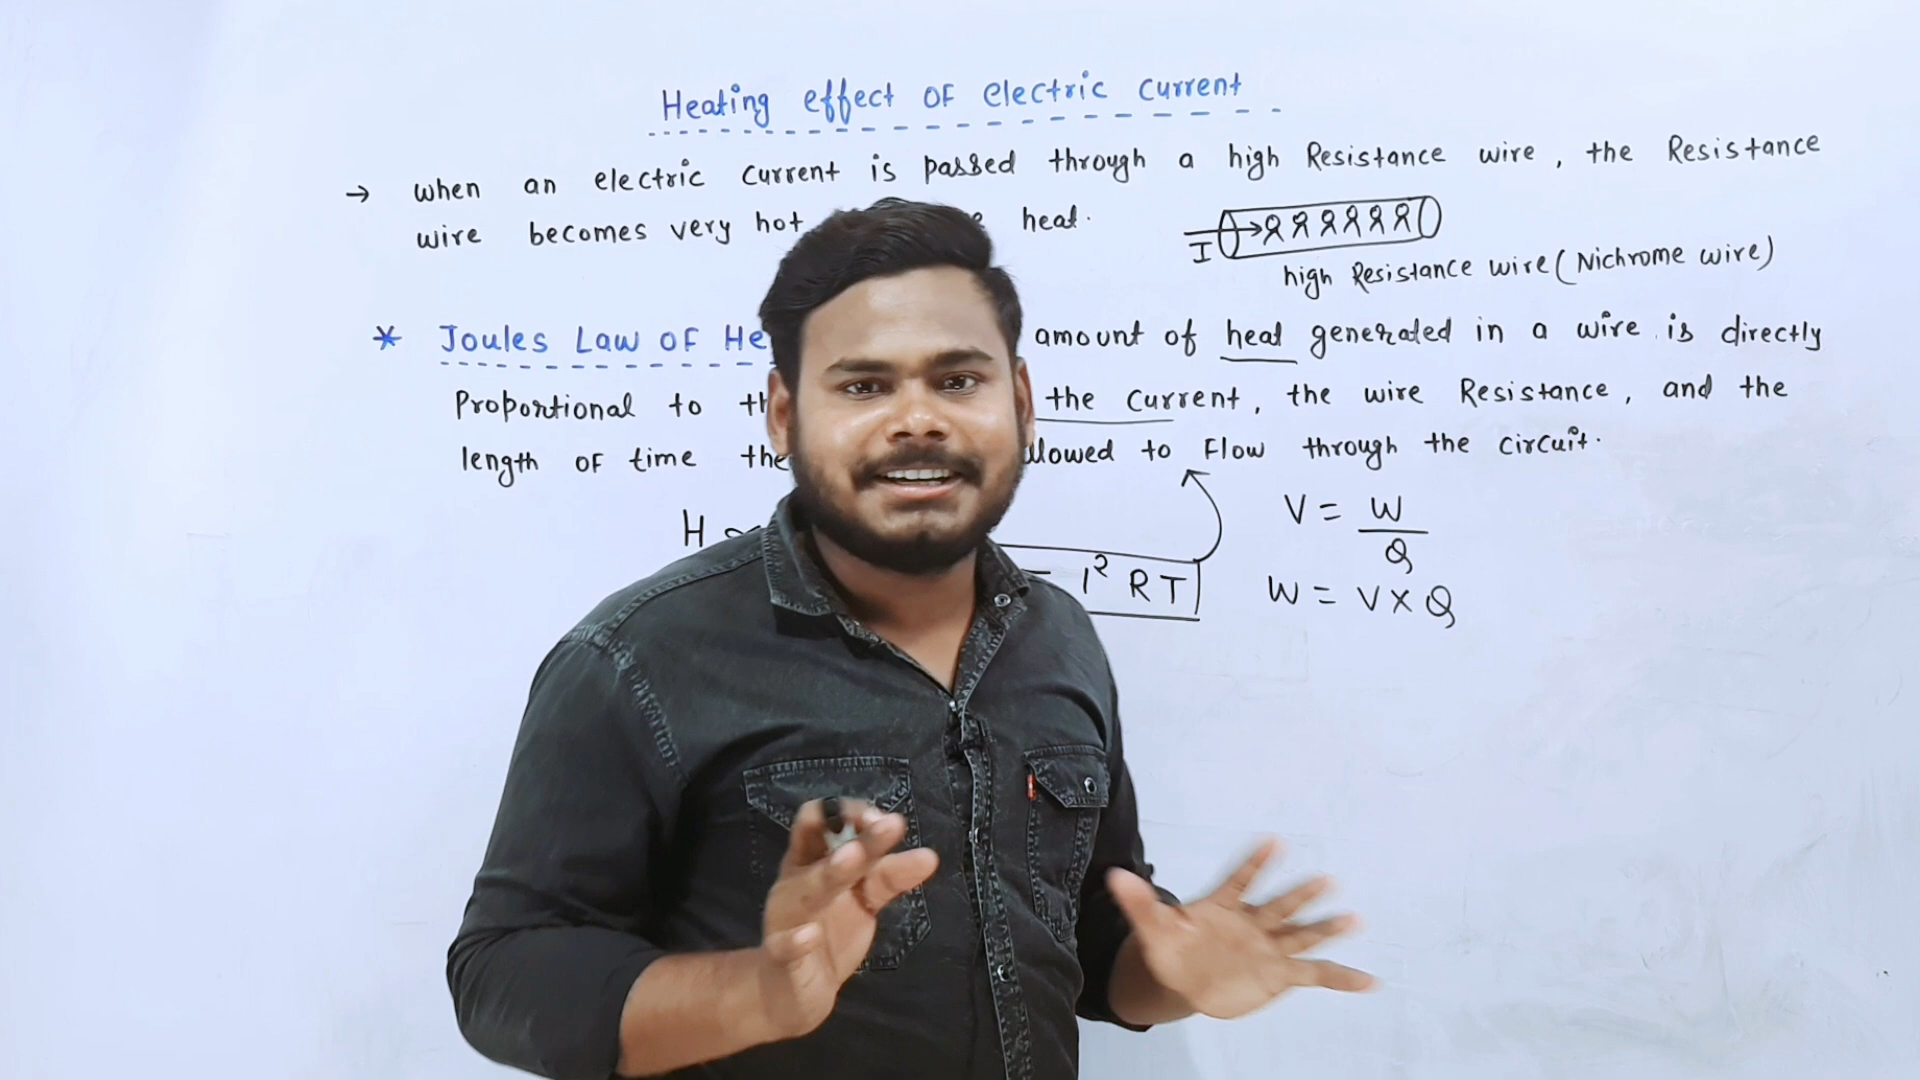 Heating effect OF electric current
→ when an electric current is passed through a high Resistance wire, the Resistance
wire becomes very hot heat.
I
high Resistance wire (Nichrome wire)
* Joules Law OF He amount of heat generated in a wire is directly
Proportional to the current, the wire Resistance, and the
length OF time the llowed to Flow through the circuit.
H ∝
= I² RT
V = W/Q
W = V × Q